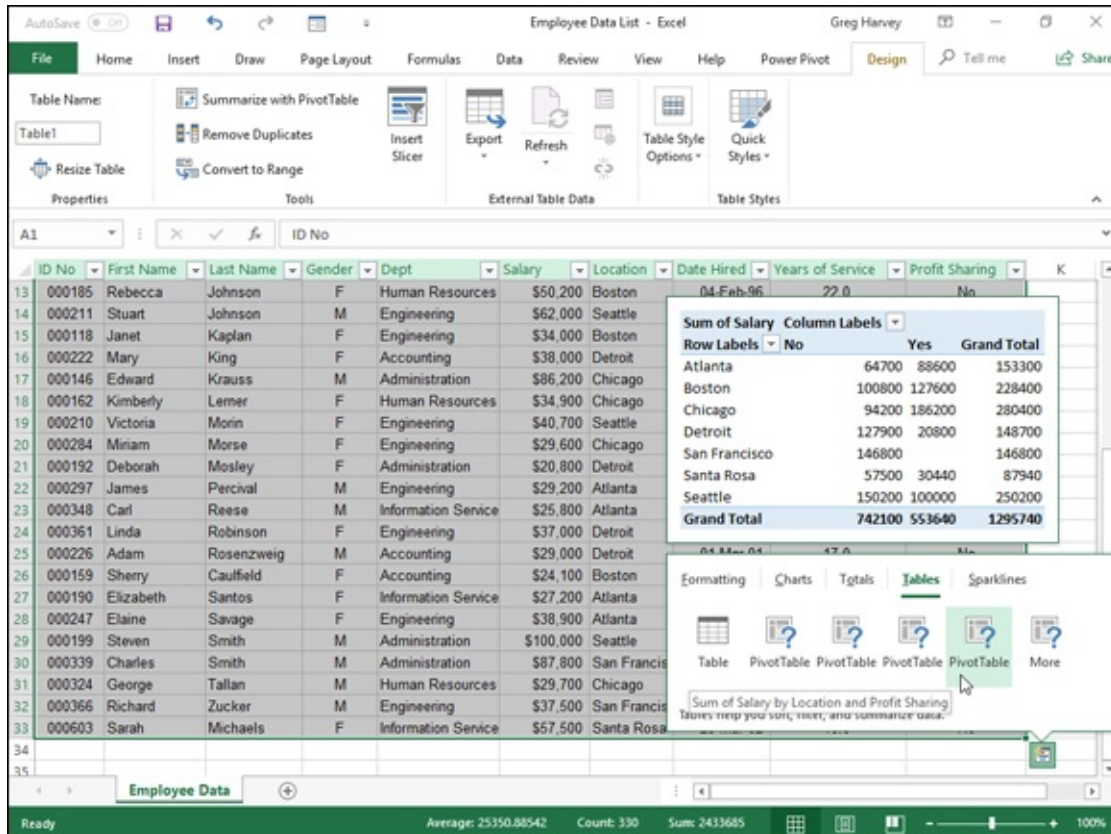 AutoSave Off Employee Data List - Excel Greg Harvey
File Home Insert Draw Page Layout Formulas Data Review View Help Power Pivot Design Tell me Share
Table Name:
Table1
Resize Table
Properties
Summarize with PivotTable
Remove Duplicates
Convert to Range
Tools
Insert Slicer
Export
Refresh
External Table Data
Table Style Options
Quick Styles
Table Styles
A1 fx ID No
ID No First Name Last Name Gender Dept Salary Location Date Hired Years of Service Profit Sharing K
13 000185 Rebecca Johnson F Human Resources $50,200 Boston 04-Feb-96 22.0 No
14 000211 Stuart Johnson M Engineering $62,000 Seattle
15 000118 Janet Kaplan F Engineering $34,000 Boston
16 000222 Mary King F Accounting $38,000 Detroit
17 000146 Edward Krauss M Administration $86,200 Chicago
18 000162 Kimberly Lerner F Human Resources $34,900 Chicago
19 000210 Victoria Morin F Engineering $40,700 Seattle
20 000284 Miriam Morse F Engineering $29,600 Chicago
21 000192 Deborah Mosley F Administration $20,800 Detroit
22 000297 James Percival M Engineering $29,200 Atlanta
23 000348 Carl Reese M Information Service $25,800 Atlanta
24 000361 Linda Robinson F Engineering $37,000 Detroit
25 000226 Adam Rosenzweig M Accounting $29,000 Detroit 01-Mar-01 17.0 No
26 000159 Sherry Caulfield F Accounting $24,100 Boston
27 000190 Elizabeth Santos F Information Service $27,200 Atlanta
28 000247 Elaine Savage F Engineering $38,900 Atlanta
29 000199 Steven Smith M Administration $100,000 Seattle
30 000339 Charles Smith M Administration $87,800 San Francis
31 000324 George Tallan M Human Resources $29,700 Chicago
32 000366 Richard Zucker M Engineering $37,500 San Francis
33 000603 Sarah Michaels F Information Service $57,500 Santa Rosa
34
35
Sum of Salary Column Labels
Row Labels No Yes Grand Total
Atlanta 64700 88600 153300
Boston 100800 127600 228400
Chicago 94200 186200 280400
Detroit 127900 20800 148700
San Francisco 146800 146800
Santa Rosa 57500 30440 87940
Seattle 150200 100000 250200
Grand Total 742100 553640 1295740
Formatting Charts Totals Tables Sparklines
Table PivotTable PivotTable PivotTable PivotTable More
Sum of Salary by Location and Profit Sharing
Tables help you sort, filter, and summarize data.
Employee Data
Ready Average: 25350.88542 Count: 330 Sum: 2433685 100%